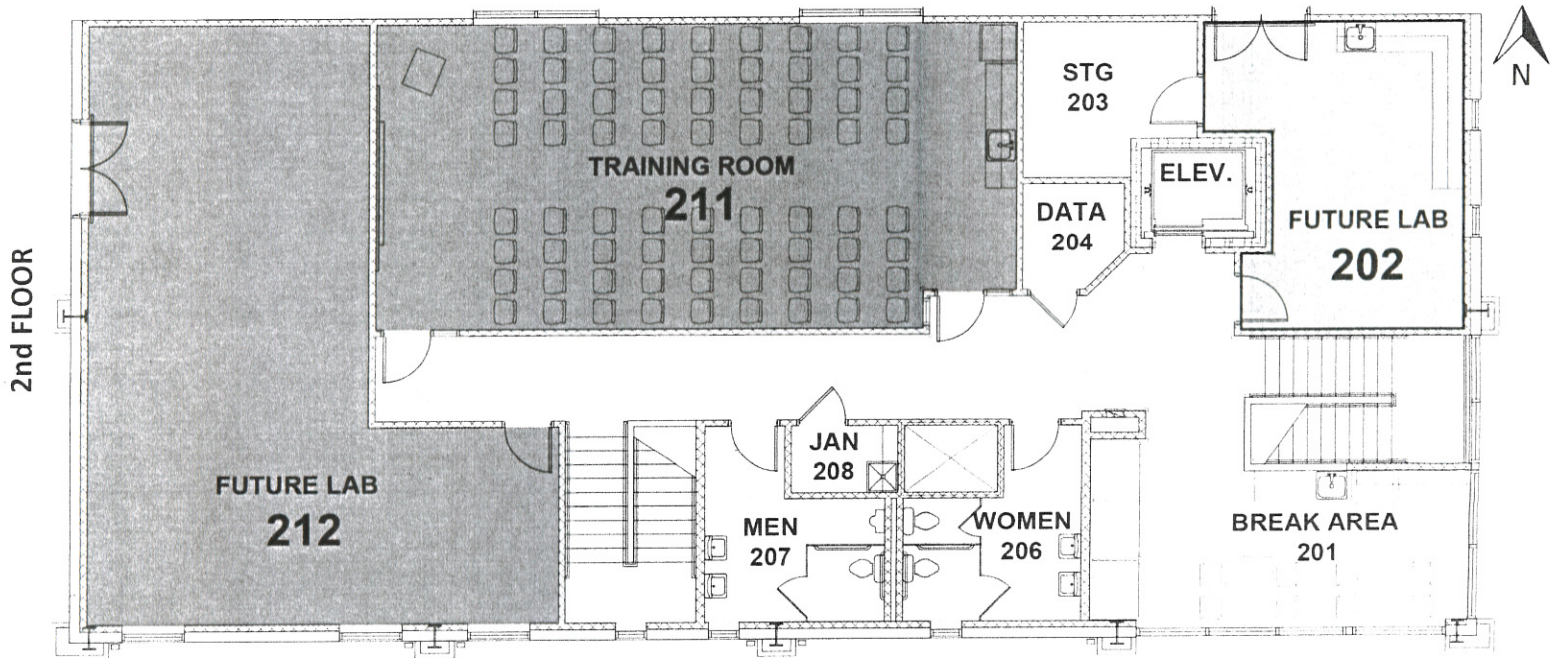 2nd FLOOR
N
STG
203
TRAINING ROOM
211
ELEV.
DATA
204
FUTURE LAB
202
FUTURE LAB
212
JAN
208
MEN
207
WOMEN
206
BREAK AREA
201